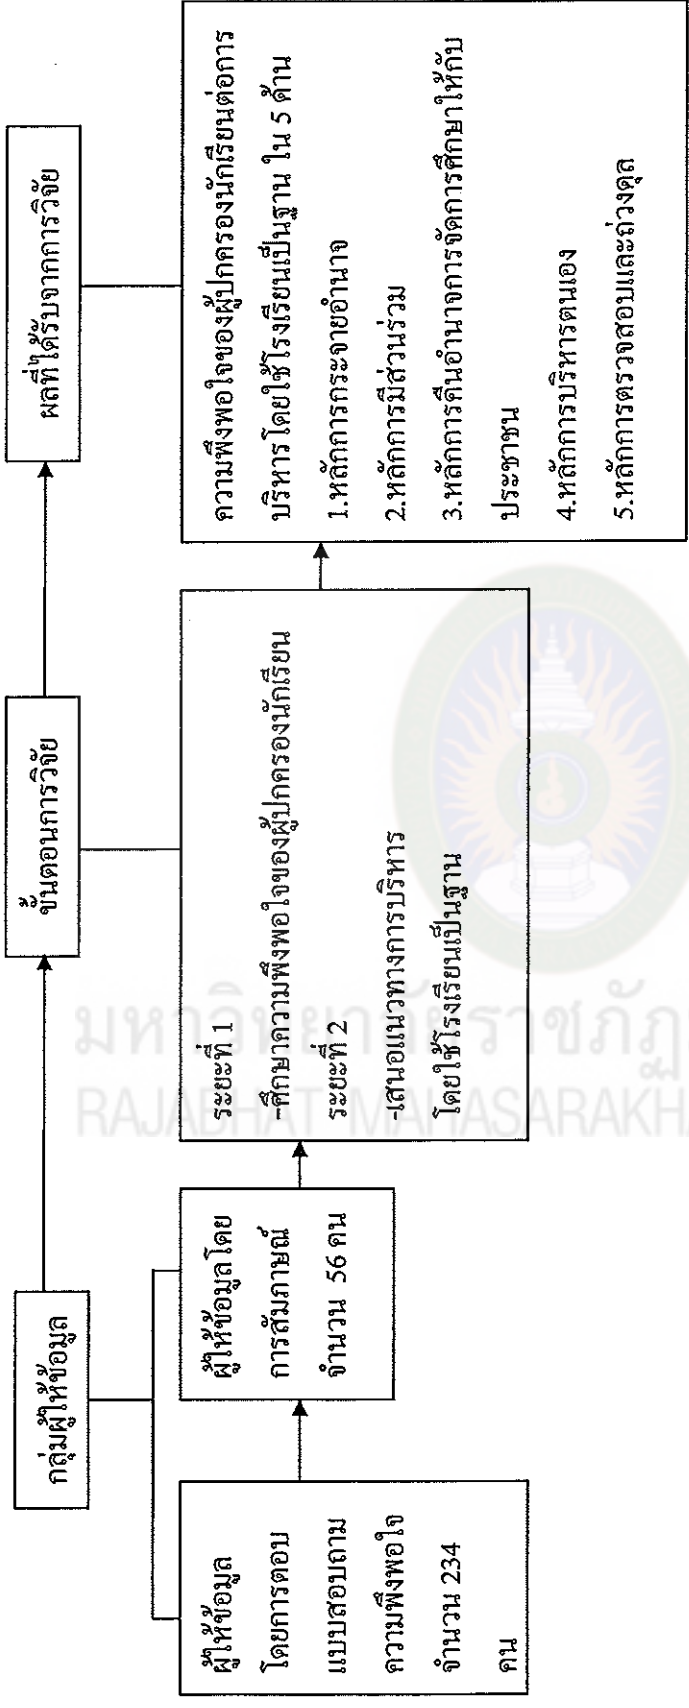 กลุ่มผู้ให้ข้อมูล
ขั้นตอนการวิจัย
ผลที่ได้รับจากการวิจัย
ผู้ให้ข้อมูล
โดยการตอบ
แบบสอบถาม
ความพึงพอใจ
จำนวน 234
คน
ผู้ให้ข้อมูลโดย
การสัมภาษณ์
จำนวน 56 คน
ระยะที่ 1
-ศึกษาความพึงพอใจของผู้ปกครองนักเรียน
ระยะที่ 2
-เสนอแนวทางการบริหาร
โดยใช้โรงเรียนเป็นฐาน
ความพึงพอใจของผู้ปกครองนักเรียนต่อการ
บริหารโดยใช้โรงเรียนเป็นฐาน ใน 5 ด้าน
1.หลักการกระจายอำนาจ
2.หลักการมีส่วนร่วม
3.หลักการคืนอำนาจการจัดการศึกษาให้กับ
ประชาชน
4.หลักการบริหารตนเอง
5.หลักการตรวจสอบและถ่วงดุล
มหาวิทยาลัยราชภัฏ
RAJABHAT MAHASARAKHA